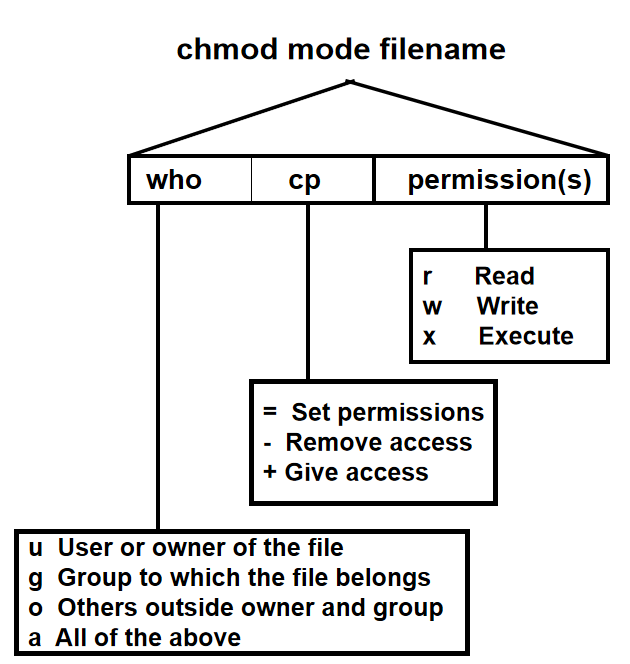 chmod mode filename
who cp permission(s)
r Read
w Write
x Execute
= Set permissions
- Remove access
+ Give access
u User or owner of the file
g Group to which the file belongs
o Others outside owner and group
a All of the above